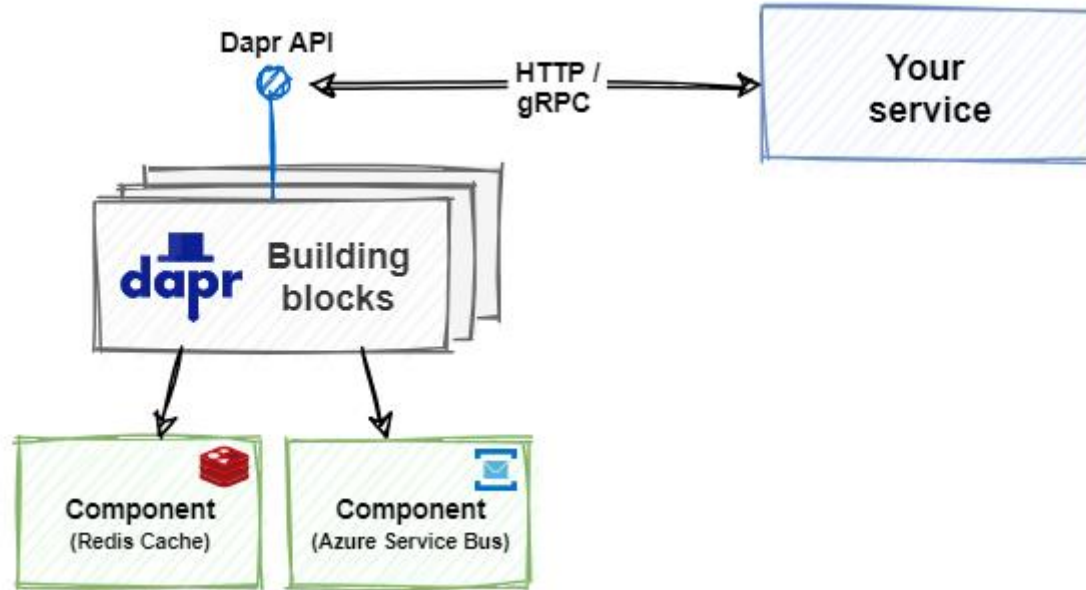 Dapr API
HTTP /
gRPC
Your
service
dapr
Building
blocks
Component
(Redis Cache)
Component
(Azure Service Bus)